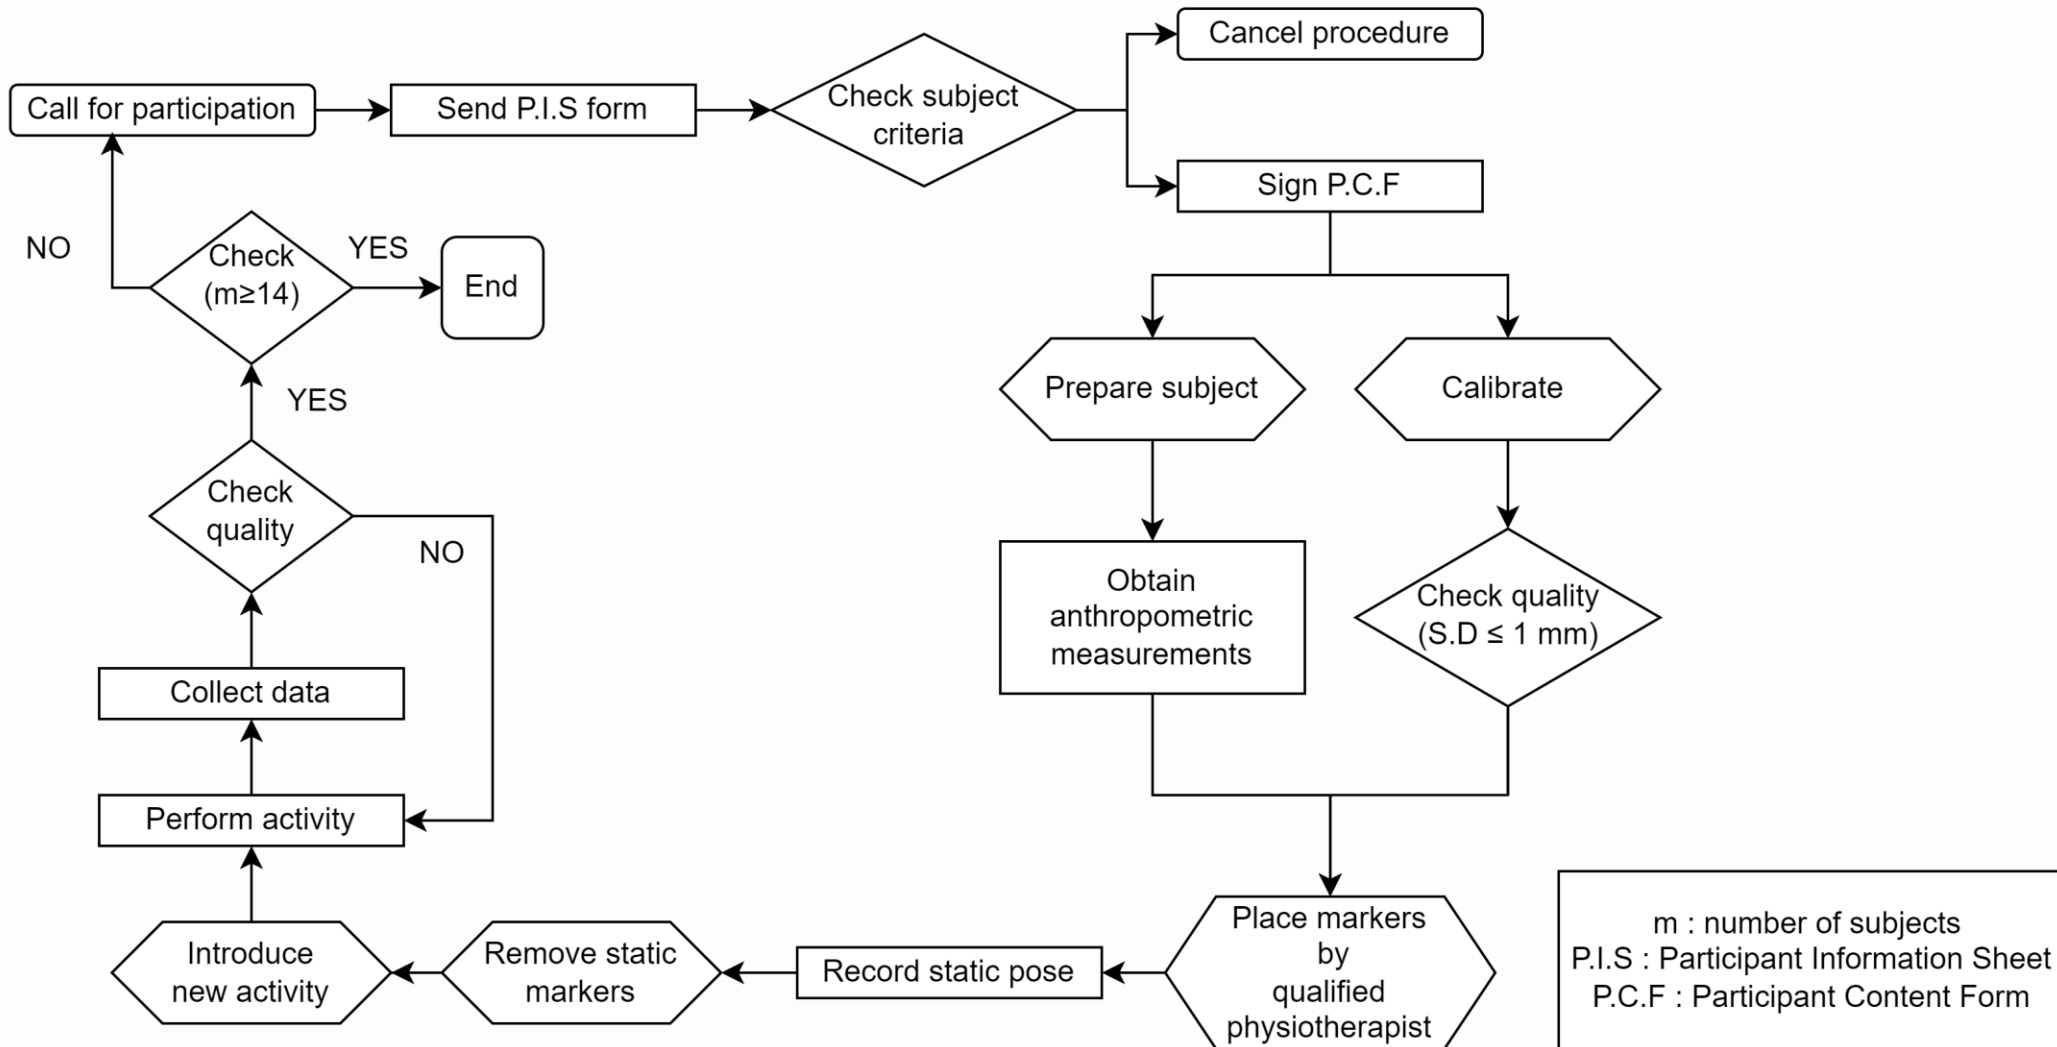 Call for participation
Send P.I.S form
Check subject
criteria
Cancel procedure
Sign P.C.F
NO
Check
(m≥14)
YES
End
Prepare subject
Calibrate
YES
Check
quality
NO
Obtain
anthropometric
measurements
Check quality
(S.D ≤ 1 mm)
Collect data
Perform activity
Introduce
new activity
Remove static
markers
Record static pose
Place markers
by
qualified
physiotherapist
m : number of subjects
P.I.S : Participant Information Sheet
P.C.F : Participant Content Form